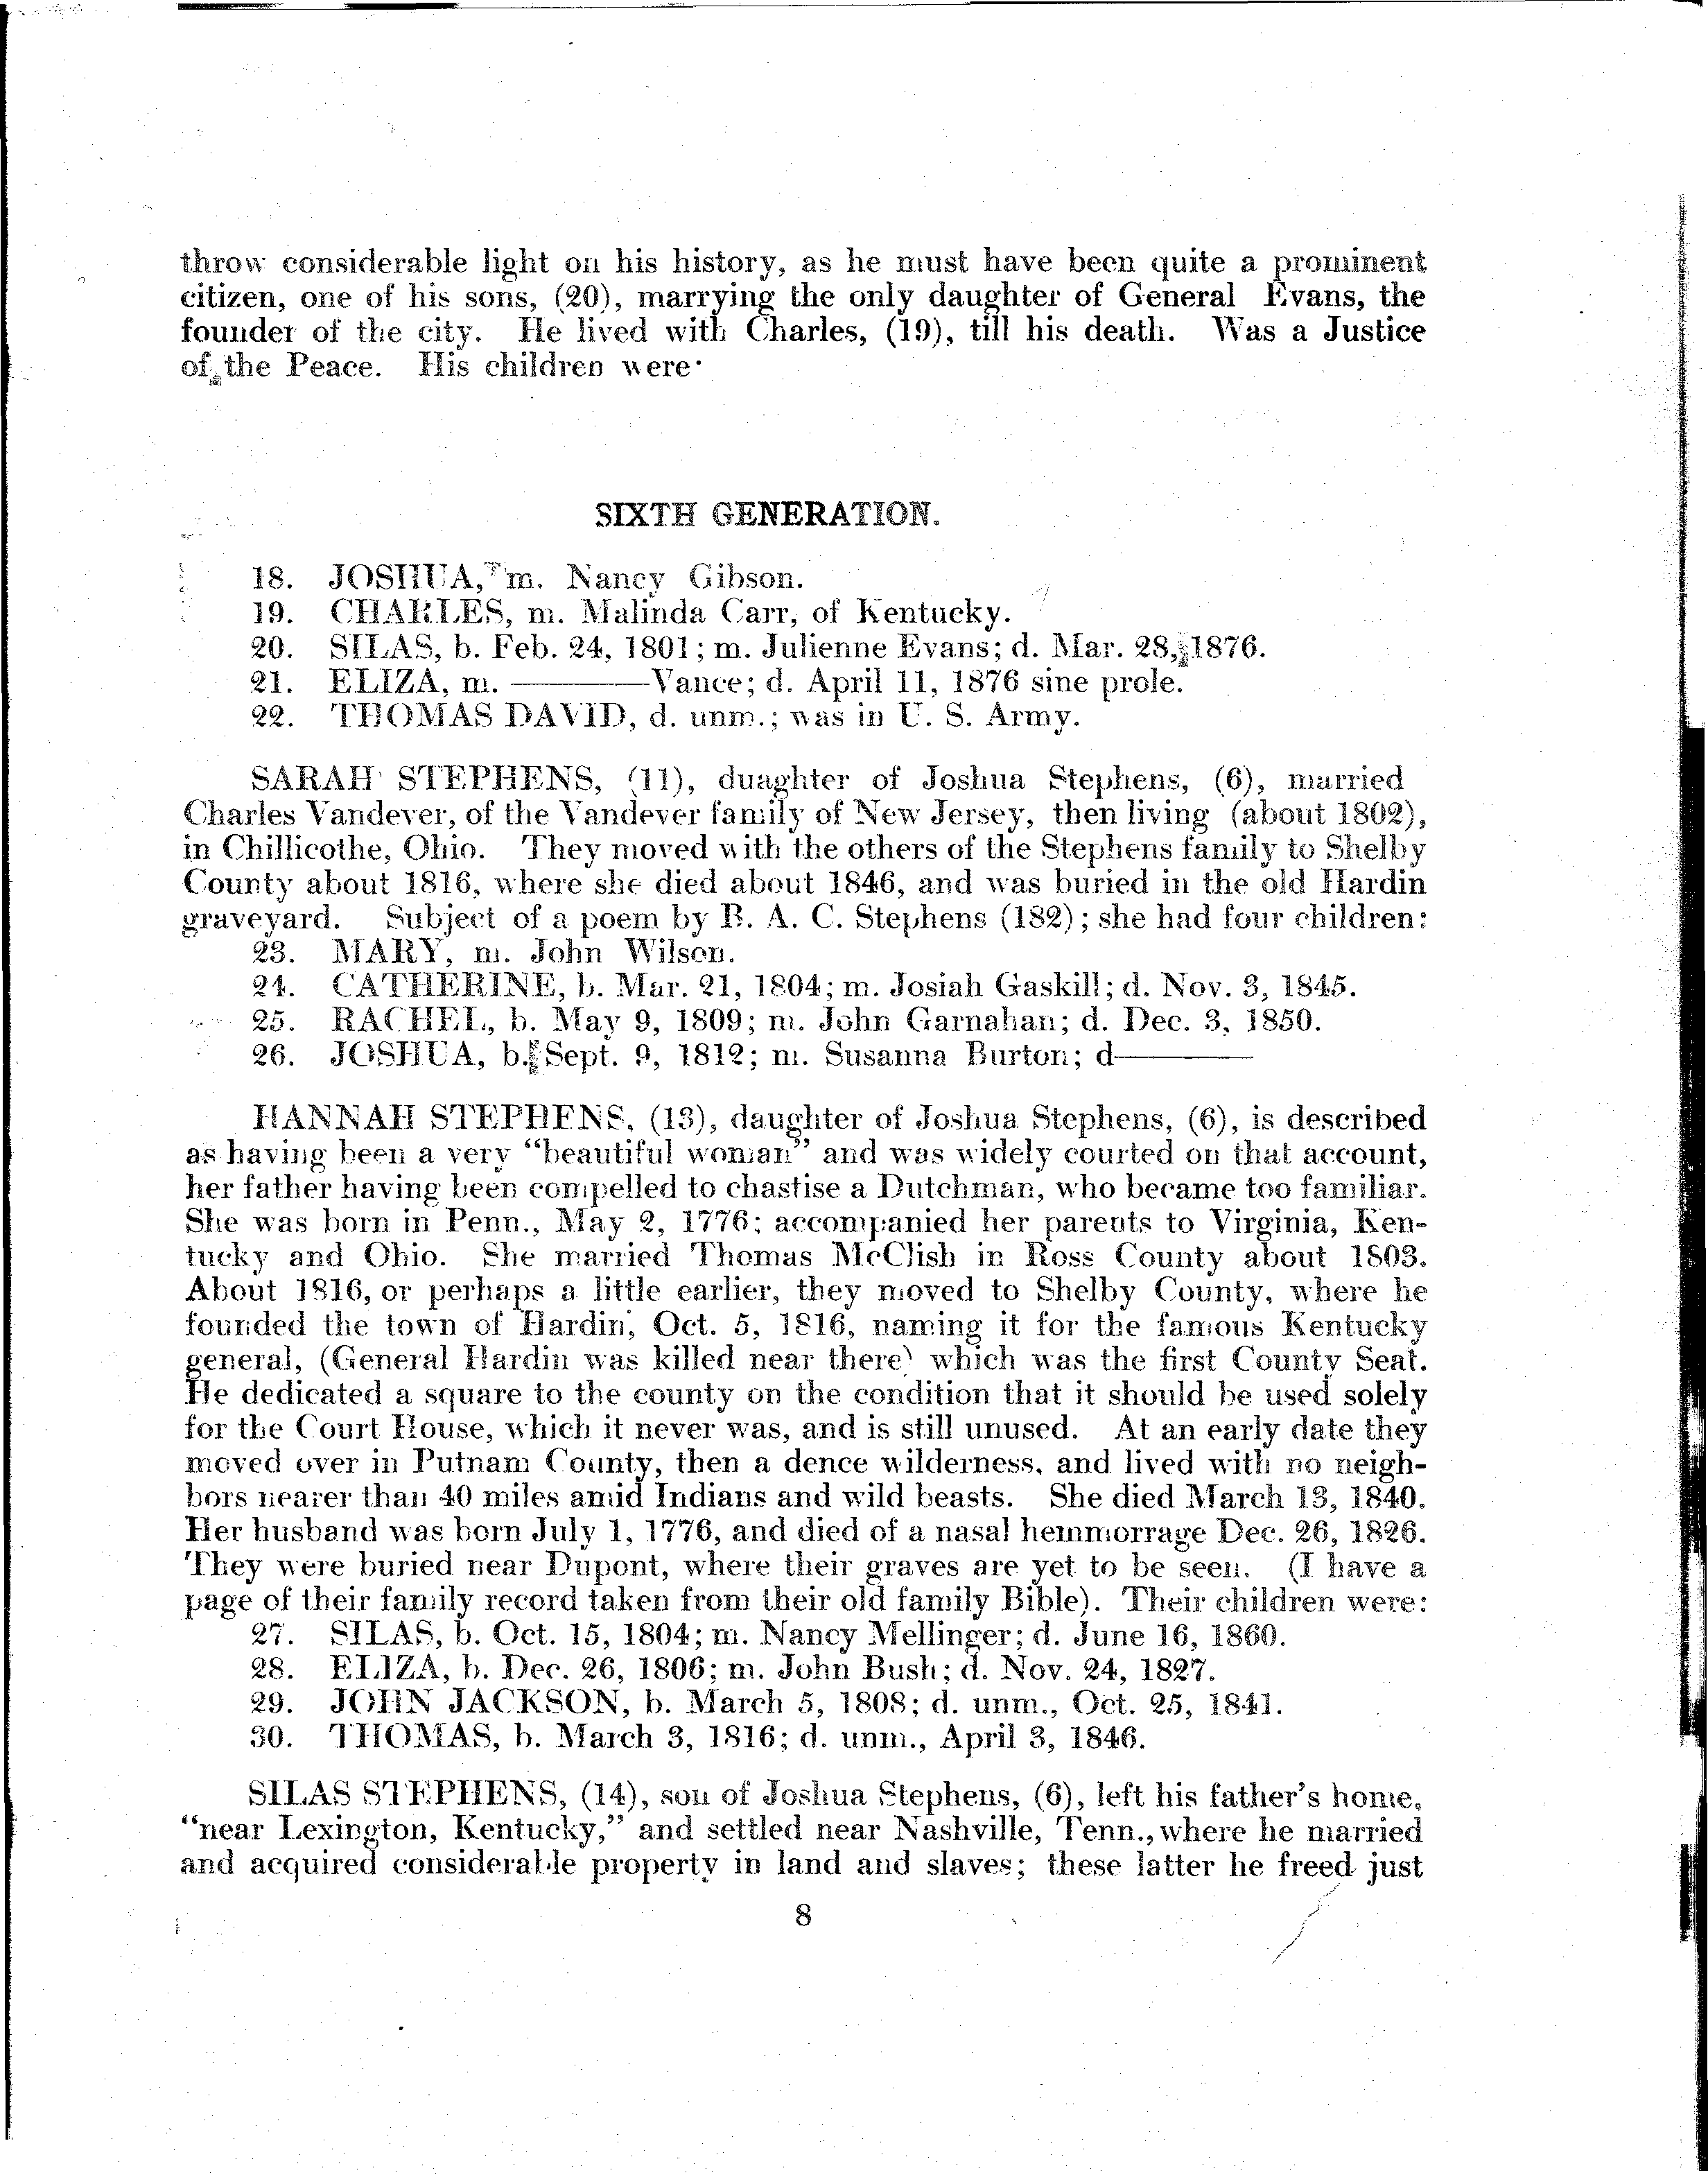 throw considerable light on his history, as he must have been quite a prominent
citizen, one of his sons, (20), marrying the only daughter of General Evans, the
founder of the city. He lived with Charles, (19), till his death. Was a Justice
of the Peace. His children were:
SIXTH GENERATION.
18. JOSHUA, m. Nancy Gibson.
19. CHARLES, m. Malinda Carr, of Kentucky.
20. SILAS, b. Feb. 24, 1801; m. Julienne Evans; d. Mar. 28, 1876.
21. ELIZA, m. ———Vance; d. April 11, 1876 sine prole.
22. THOMAS DAVID, d. unm.; was in U. S. Army.
SARAH STEPHENS, (11), duaghter of Joshua Stephens, (6), married
Charles Vandever, of the Vandever family of New Jersey, then living (about 1802),
in Chillicothe, Ohio. They moved with the others of the Stephens family to Shelby
County about 1816, where she died about 1846, and was buried in the old Hardin
graveyard. Subject of a poem by R. A. C. Stephens (182); she had four children:
23. MARY, m. John Wilson.
24. CATHERINE, b. Mar. 21, 1804; m. Josiah Gaskill; d. Nov. 3, 1845.
25. RACHEL, b. May 9, 1809; m. John Garnahan; d. Dec. 3, 1850.
26. JOSHUA, b. Sept. 9, 1812; m. Susanna Burton; d———
HANNAH STEPHENS, (13), daughter of Joshua Stephens, (6), is described
as having been a very "beautiful woman" and was widely courted on that account,
her father having been compelled to chastise a Dutchman, who became too familiar.
She was born in Penn., May 2, 1776; accompanied her parents to Virginia, Ken-
tucky and Ohio. She married Thomas McClish in Ross County about 1803.
About 1816, or perhaps a little earlier, they moved to Shelby County, where he
founded the town of Hardin, Oct. 5, 1816, naming it for the famous Kentucky
general, (General Hardin was killed near there) which was the first County Seat.
He dedicated a square to the county on the condition that it should be used solely
for the Court House, which it never was, and is still unused. At an early date they
moved over in Putnam County, then a dence wilderness, and lived with no neigh-
bors nearer than 40 miles amid Indians and wild beasts. She died March 13, 1840.
Her husband was born July 1, 1776, and died of a nasal hemmorrage Dec. 26, 1826.
They were buried near Dupont, where their graves are yet to be seen. (I have a
page of their family record taken from their old family Bible). Their children were:
27. SILAS, b. Oct. 15, 1804; m. Nancy Mellinger; d. June 16, 1860.
28. ELIZA, b. Dec. 26, 1806; m. John Bush; d. Nov. 24, 1827.
29. JOHN JACKSON, b. March 5, 1808; d. unm., Oct. 25, 1841.
30. THOMAS, b. March 3, 1816; d. unm., April 3, 1846.
SILAS STEPHENS, (14), son of Joshua Stephens, (6), left his father's home,
"near Lexington, Kentucky," and settled near Nashville, Tenn., where he married
and acquired considerable property in land and slaves; these latter he freed just
8